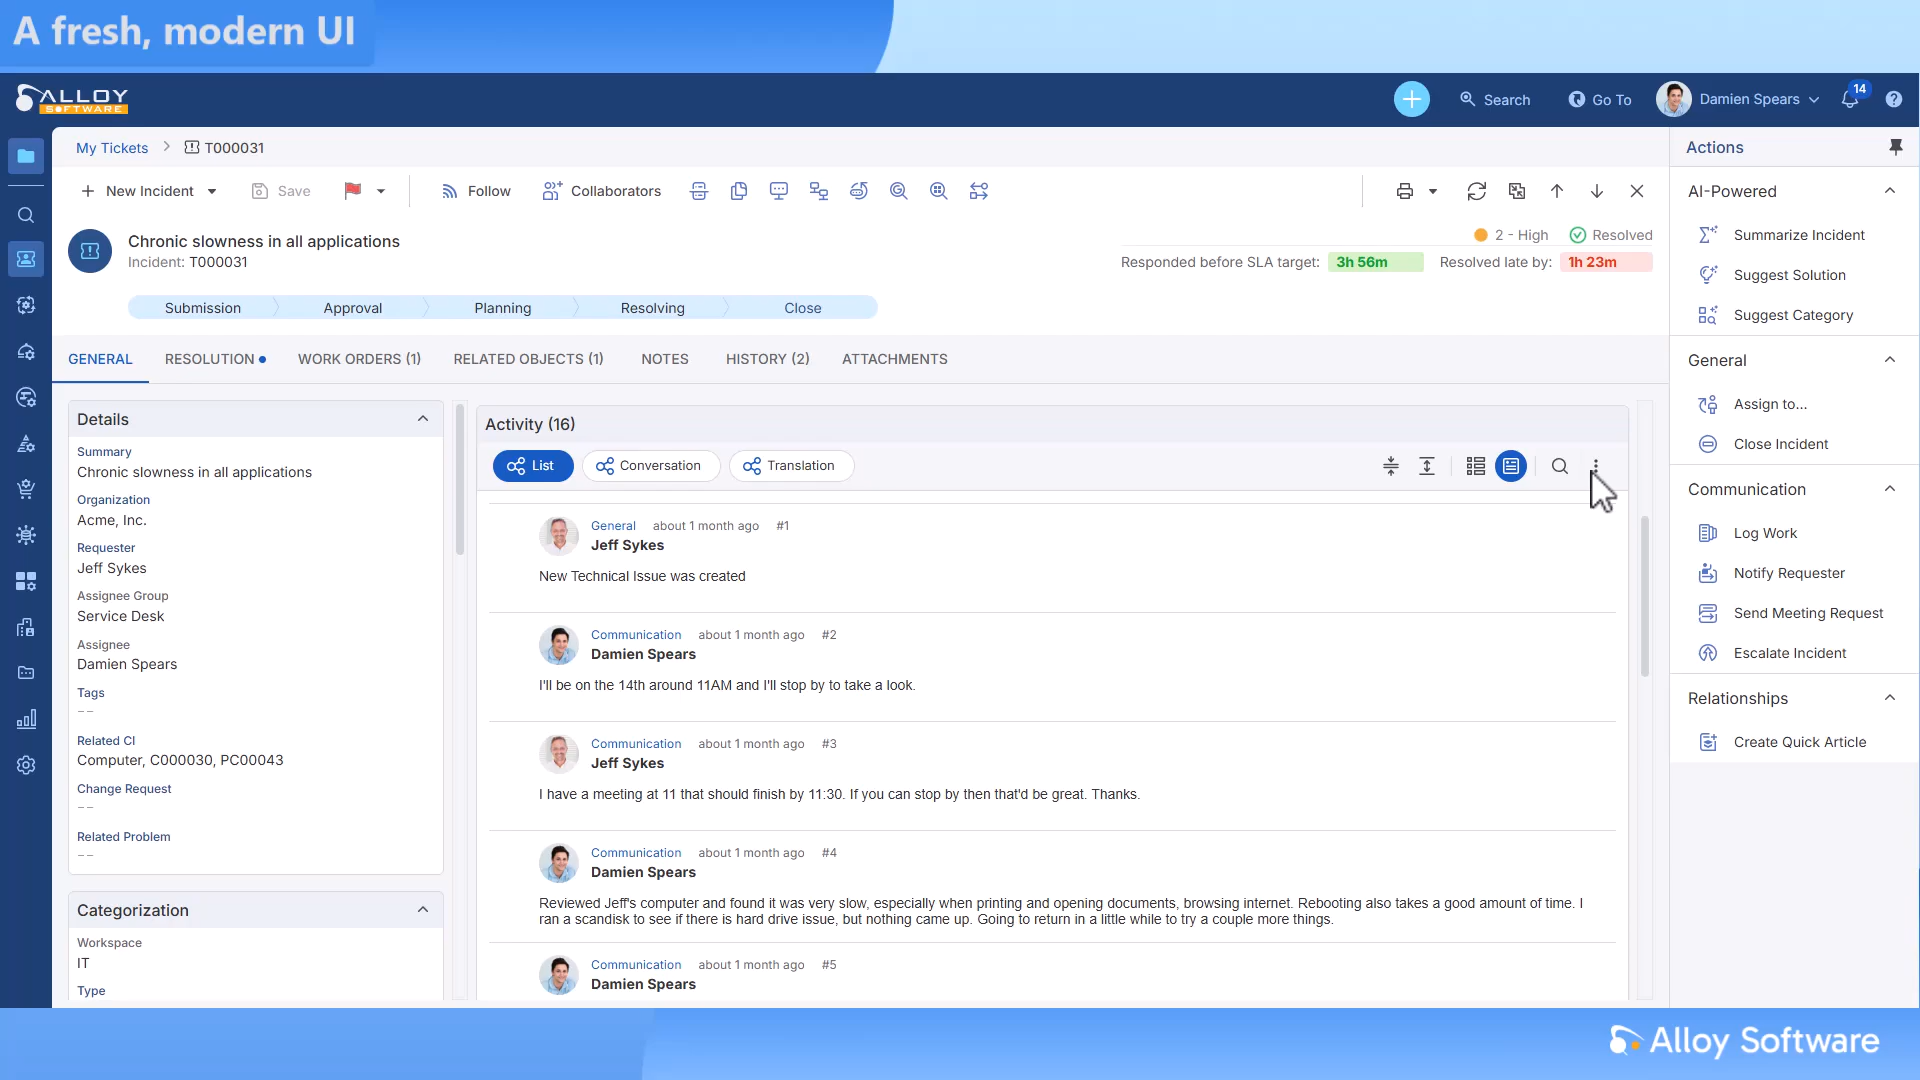 A fresh, modern UI
ALLOY
SOFTWARE
Search
Go To
Damien Spears
14
My Tickets
T000031
New Incident
Save
Follow
Collaborators
Chronic slowness in all applications
Incident: T000031
2 - High
Resolved
Responded before SLA target: 3h 56m
Resolved late by: 1h 23m
Submission
Approval
Planning
Resolving
Close
GENERAL
RESOLUTION
WORK ORDERS (1)
RELATED OBJECTS (1)
NOTES
HISTORY (2)
ATTACHMENTS
Details
Summary
Chronic slowness in all applications
Organization
Acme, Inc.
Requester
Jeff Sykes
Assignee Group
Service Desk
Assignee
Damien Spears
Tags
– –
Related CI
Computer, C000030, PC00043
Change Request
– –
Related Problem
– –
Categorization
Workspace
IT
Type
Activity (16)
List
Conversation
Translation
General about 1 month ago #1
Jeff Sykes
New Technical Issue was created
Communication about 1 month ago #2
Damien Spears
I'll be on the 14th around 11AM and I'll stop by to take a look.
Communication about 1 month ago #3
Jeff Sykes
I have a meeting at 11 that should finish by 11:30. If you can stop by then that'd be great. Thanks.
Communication about 1 month ago #4
Damien Spears
Reviewed Jeff's computer and found it was very slow, especially when printing and opening documents, browsing internet. Rebooting also takes a good amount of time. I
ran a scandisk to see if there is hard drive issue, but nothing came up. Going to return in a little while to try a couple more things.
Communication about 1 month ago #5
Damien Spears
Actions
AI-Powered
Summarize Incident
Suggest Solution
Suggest Category
General
Assign to...
Close Incident
Communication
Log Work
Notify Requester
Send Meeting Request
Escalate Incident
Relationships
Create Quick Article
Alloy Software